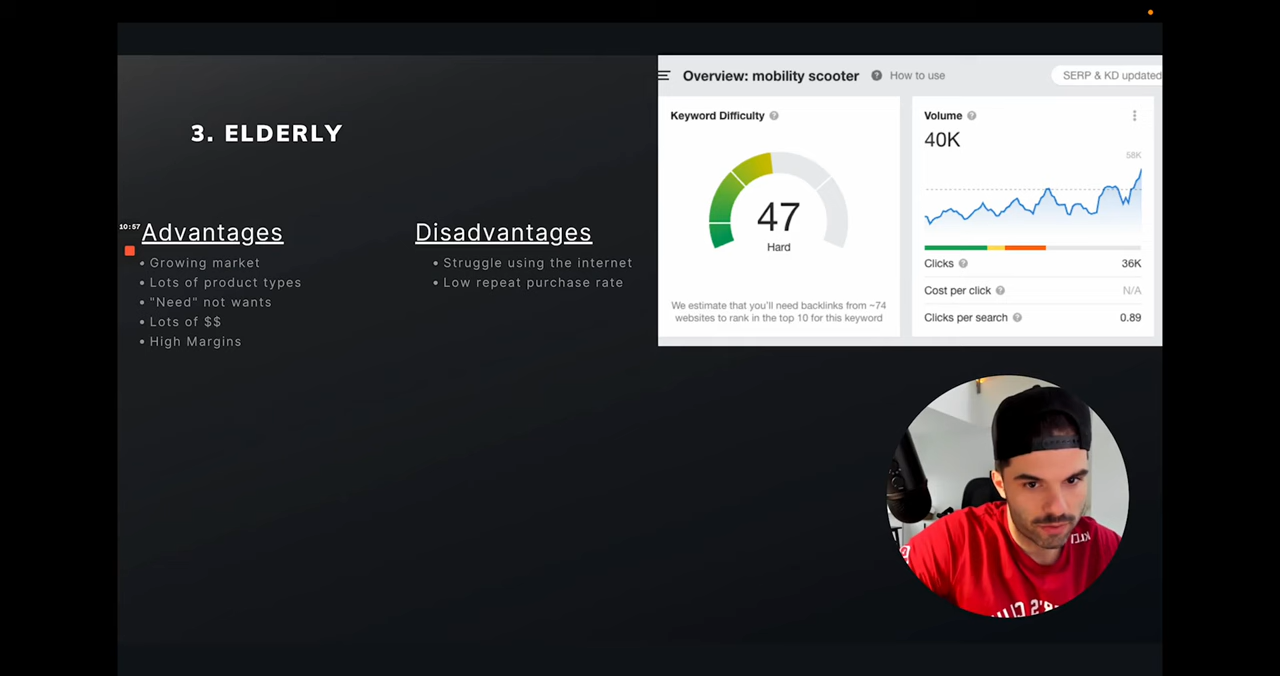 3. ELDERLY
10:57
Advantages
• Growing market
• Lots of product types
• "Need" not wants
• Lots of $$
• High Margins
Disadvantages
• Struggle using the internet
• Low repeat purchase rate
Overview: mobility scooter ? How to use
SERP & KD updated
Keyword Difficulty ?
47
Hard
We estimate that you'll need backlinks from ~74
websites to rank in the top 10 for this keyword
Volume ?
40K
58K
Clicks ? 36K
Cost per click ? N/A
Clicks per search ? 0.89